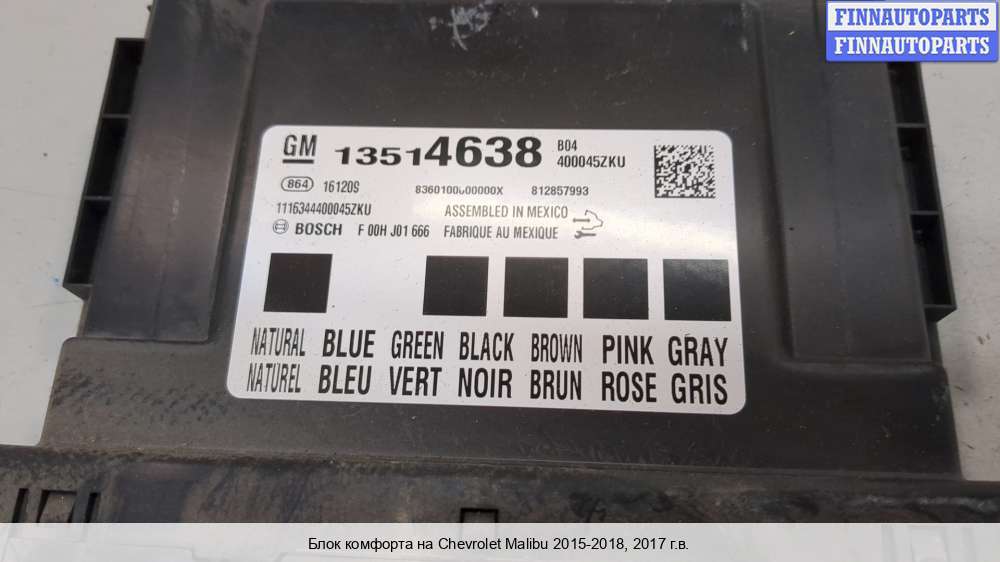 FINNAUTOPARTS
FINNAUTOPARTS
GM 13514638 B04
400045ZKU
864 16120S 8360100000000X 812857993
1116344400045ZKU ASSEMBLED IN MEXICO
BOSCH F 00H J01 666 FABRIQUE AU MEXIQUE
NATURAL BLUE GREEN BLACK BROWN PINK GRAY
NATUREL BLEU VERT NOIR BRUN ROSE GRIS
Блок комфорта на Chevrolet Malibu 2015-2018, 2017 г.в.